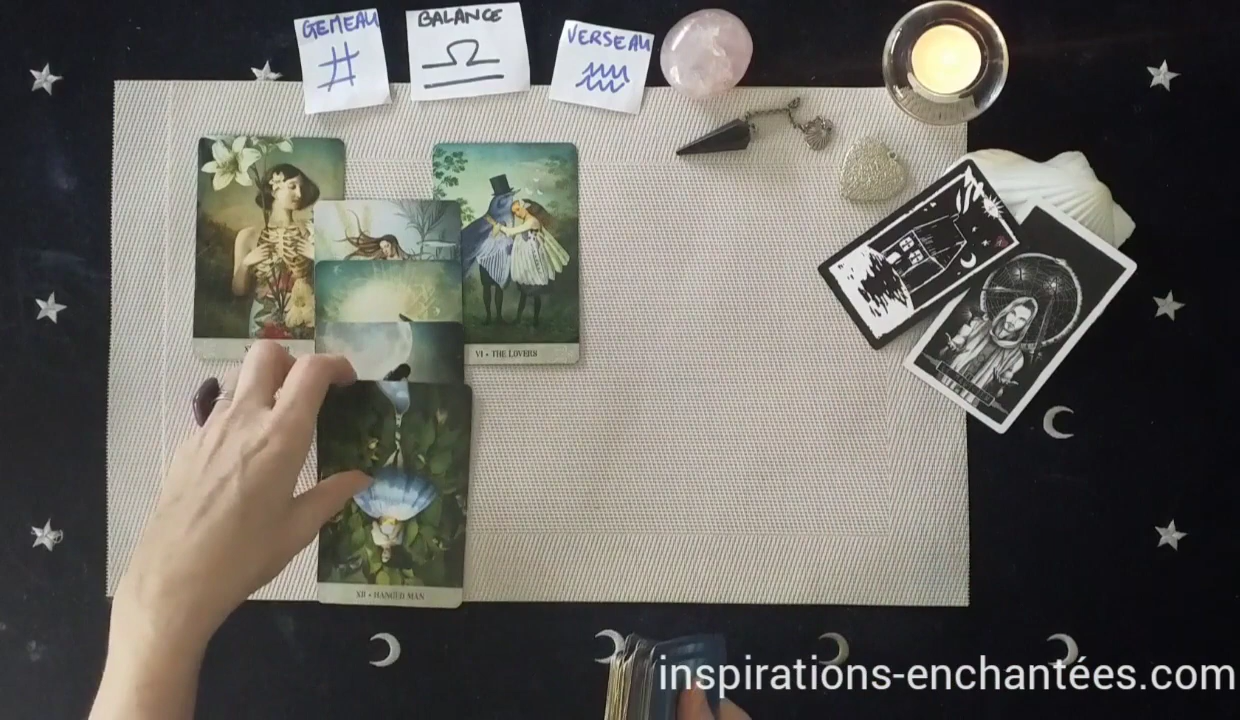 GEMEAU
BALANCE
VERSEAU
VI • THE LOVERS
XII • HANGED MAN
inspirations-enchantées.com